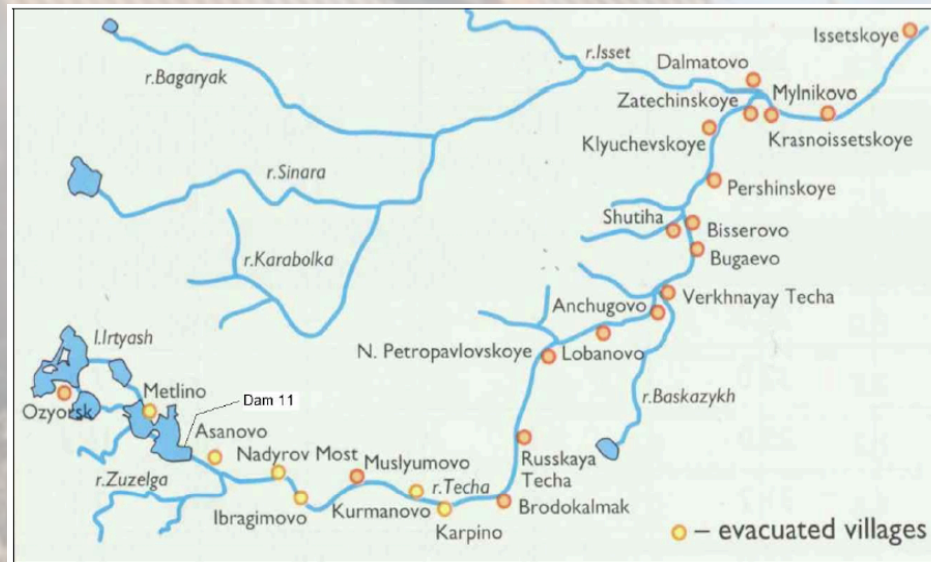 Issetskoye
r.Isset
Dalmatovo
r.Bagaryak
Zatechinskoye
Mylnikovo
Klyuchevskoye
Krasnoissetskoye
r.Sinara
Pershinskoye
Shutiha
Bisserovo
r.Karabolka
Bugaevo
Anchugovo
Verkhnayay Techa
l.Irtyash
N. Petropavlovskoye
Lobanovo
Metlino
r.Baskazykh
Ozyorsk
Dam 11
Asanovo
Nadyrov Most
Muslyumovo
Russkaya
Techa
r.Zuzelga
r.Techa
Ibragimovo
Kurmanovo
Brodokalmak
Karpino
– evacuated villages